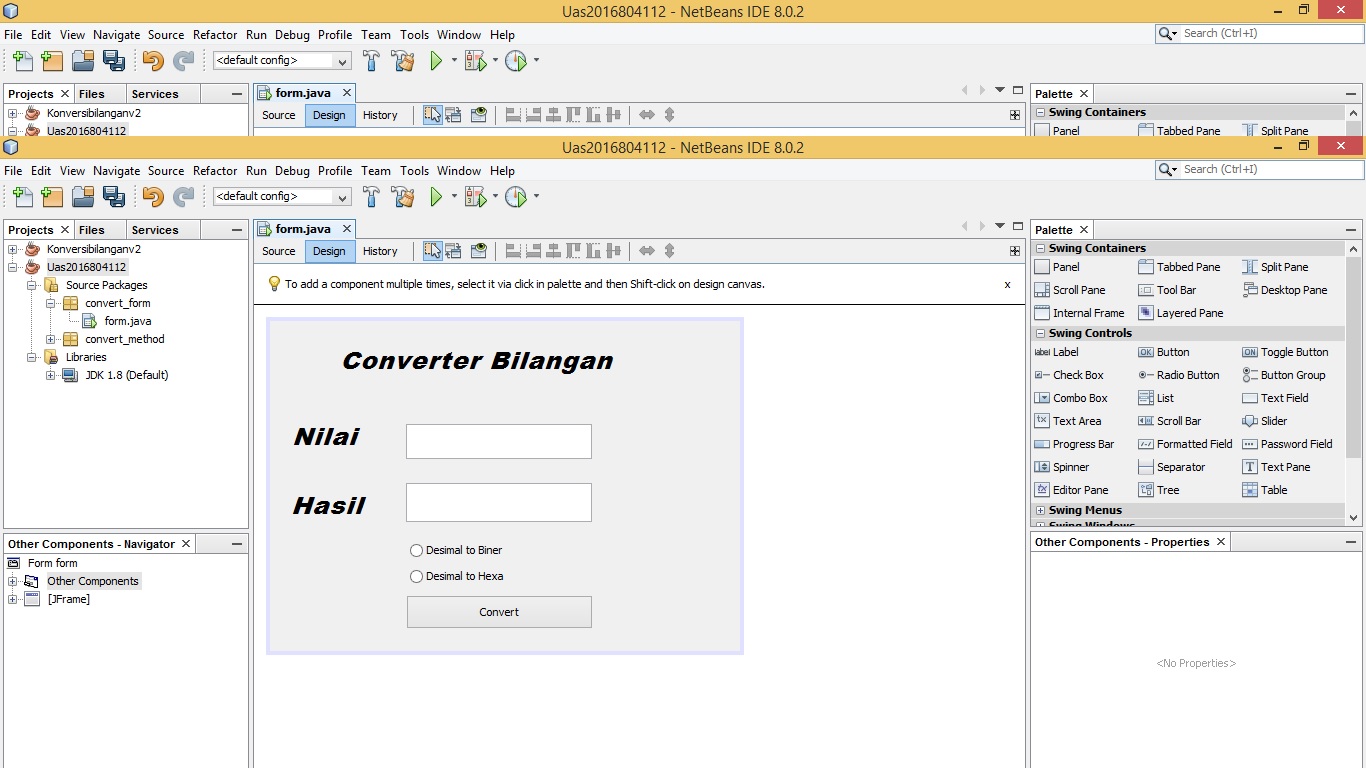 Uas2016804112 - NetBeans IDE 8.0.2
File Edit View Navigate Source Refactor Run Debug Profile Team Tools Window Help
Search (Ctrl+I)
<default config>
Projects Files Services
form.java
Palette
Source Design History
Swing Containers
Konversibilanganv2
Uas2016804112
Panel Tabbed Pane Split Pane
Uas2016804112 - NetBeans IDE 8.0.2
File Edit View Navigate Source Refactor Run Debug Profile Team Tools Window Help
Search (Ctrl+I)
<default config>
Projects Files Services
Konversibilanganv2
Uas2016804112
Source Packages
convert_form
form.java
convert_method
Libraries
JDK 1.8 (Default)
Other Components - Navigator
Form form
Other Components
[JFrame]
form.java
Source Design History
To add a component multiple times, select it via click in palette and then Shift-click on design canvas.
x
Converter Bilangan
Nilai
Hasil
Desimal to Biner
Desimal to Hexa
Convert
Palette
Swing Containers
Panel Tabbed Pane Split Pane
Scroll Pane Tool Bar Desktop Pane
Internal Frame Layered Pane
Swing Controls
label Label OK Button ON Toggle Button
Check Box Radio Button Button Group
Combo Box List Text Field
Text Area Scroll Bar Slider
Progress Bar Formatted Field Password Field
Spinner Separator Text Pane
Editor Pane Tree Table
Swing Menus
Swing Windows
Other Components - Properties
<No Properties>